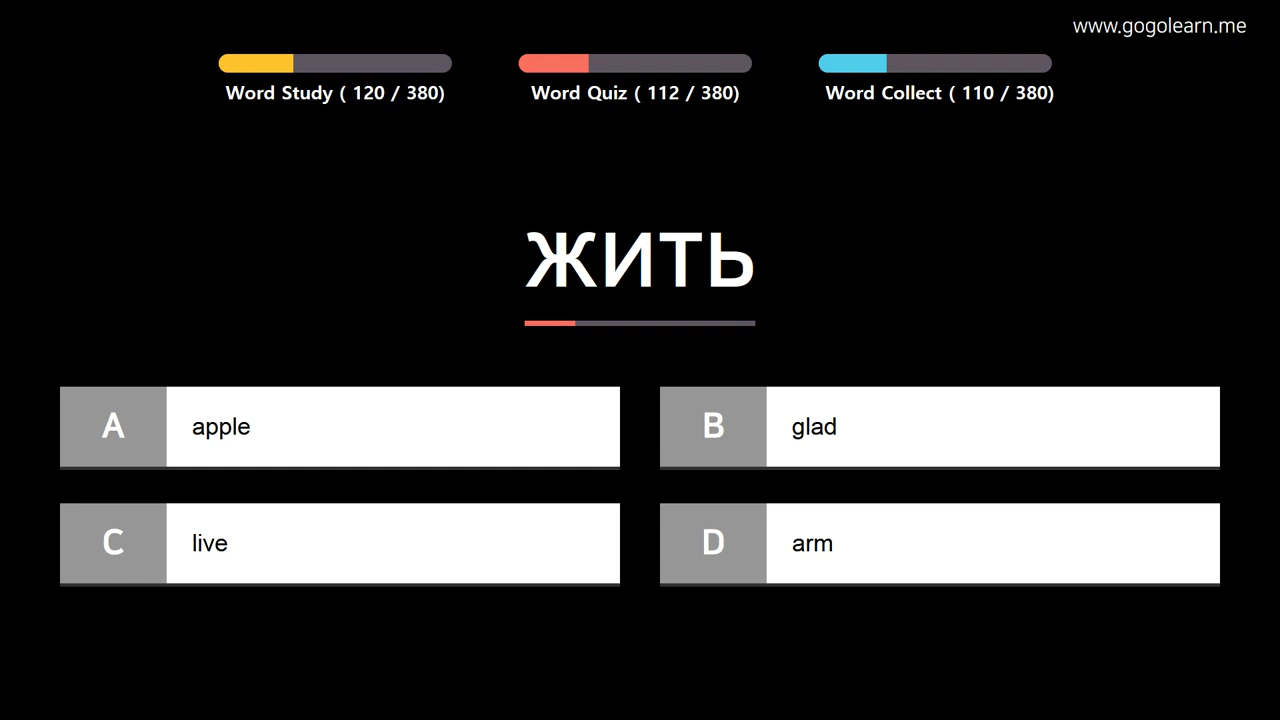 www.gogolearn.me
Word Study ( 120 / 380)
Word Quiz ( 112 / 380)
Word Collect ( 110 / 380)
жить
A
apple
B
glad
C
live
D
arm